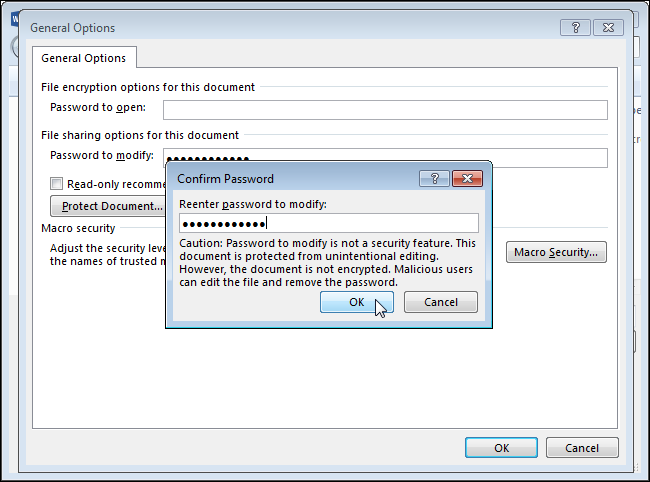 General Options
General Options
File encryption options for this document
Password to open:
File sharing options for this document
Password to modify: ●●●●●●●●●●●●
Read-only recomme
Protect Document...
Macro security
Adjust the security leve
the names of trusted m
Macro Security...
Confirm Password
Reenter password to modify:
●●●●●●●●●●●●
Caution: Password to modify is not a security feature. This
document is protected from unintentional editing.
However, the document is not encrypted. Malicious users
can edit the file and remove the password.
OK Cancel
OK Cancel